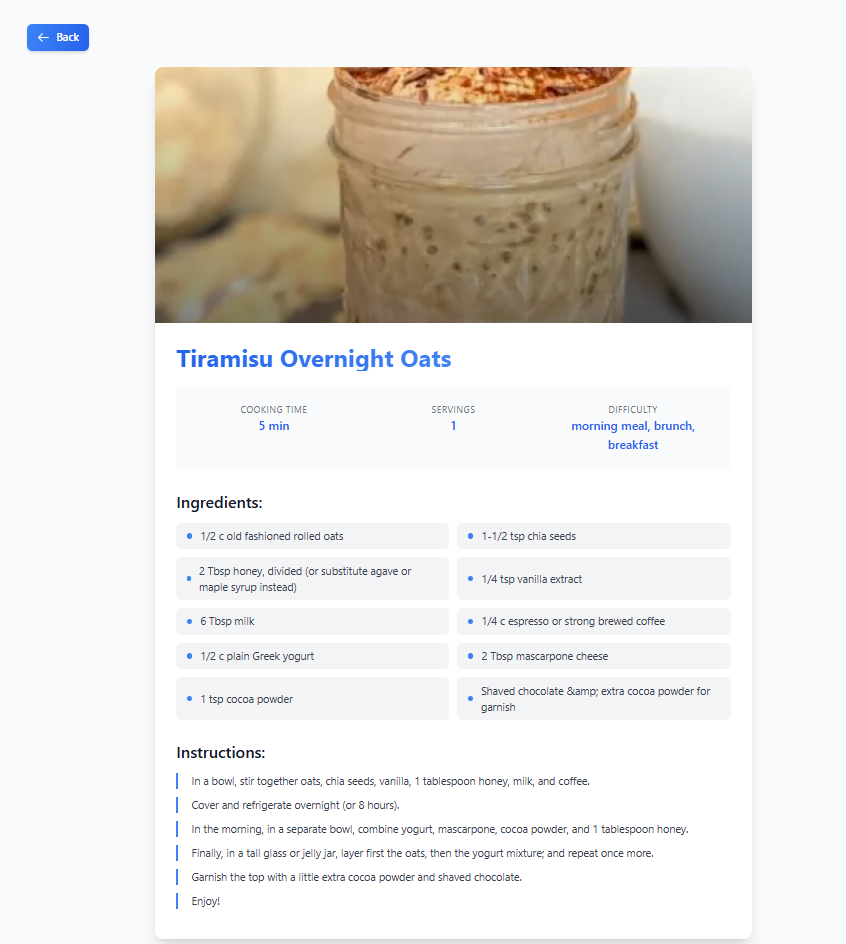 Back
Tiramisu Overnight Oats
COOKING TIME
5 min
SERVINGS
1
DIFFICULTY
morning meal, brunch,
breakfast
Ingredients:
1/2 c old fashioned rolled oats
1-1/2 tsp chia seeds
2 Tbsp honey, divided (or substitute agave or
maple syrup instead)
1/4 tsp vanilla extract
6 Tbsp milk
1/4 c espresso or strong brewed coffee
1/2 c plain Greek yogurt
2 Tbsp mascarpone cheese
1 tsp cocoa powder
Shaved chocolate &amp; extra cocoa powder for
garnish
Instructions:
In a bowl, stir together oats, chia seeds, vanilla, 1 tablespoon honey, milk, and coffee.
Cover and refrigerate overnight (or 8 hours).
In the morning, in a separate bowl, combine yogurt, mascarpone, cocoa powder, and 1 tablespoon honey.
Finally, in a tall glass or jelly jar, layer first the oats, then the yogurt mixture; and repeat once more.
Garnish the top with a little extra cocoa powder and shaved chocolate.
Enjoy!